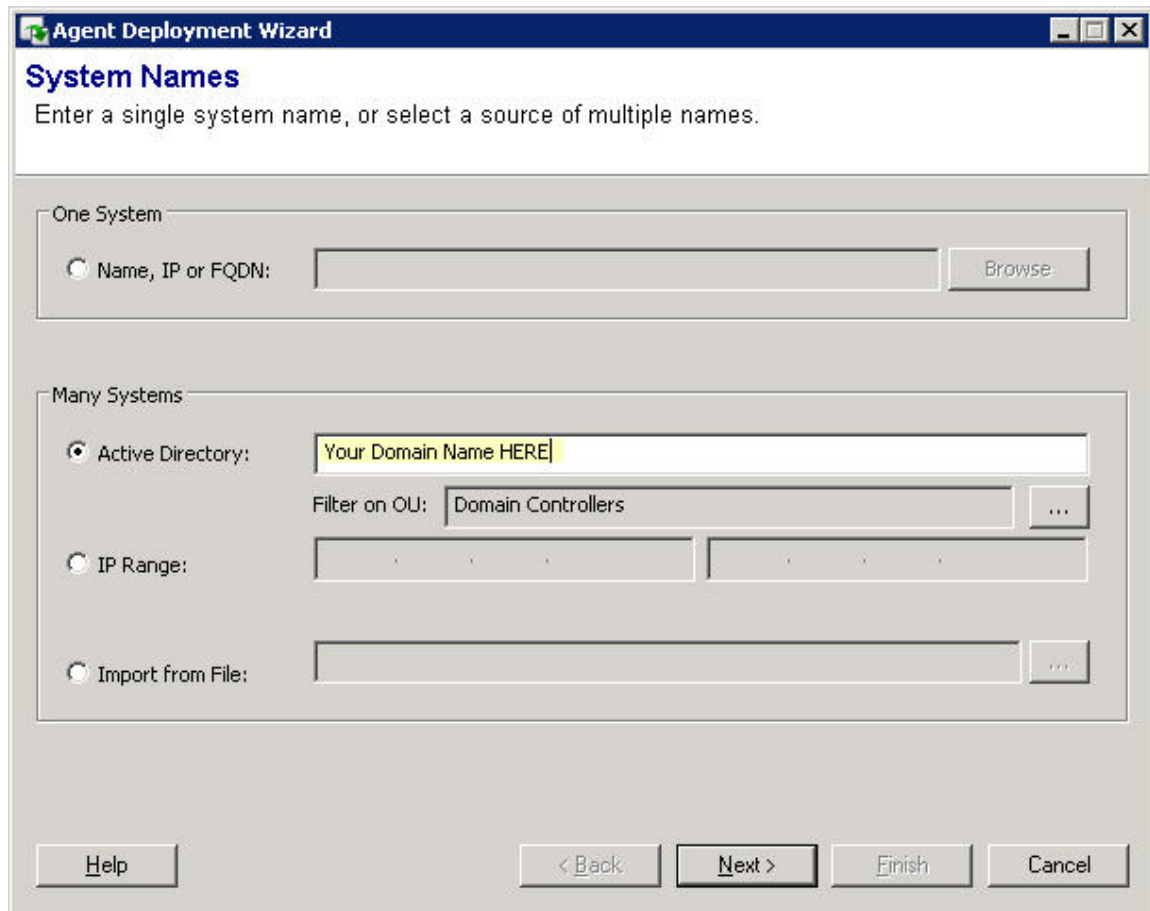 Agent Deployment Wizard
System Names
Enter a single system name, or select a source of multiple names.
One System
Name, IP or FQDN:
Browse
Many Systems
Active Directory:
Your Domain Name HERE
Filter on OU:
Domain Controllers
...
IP Range:
. . .
. . .
Import from File:
...
Help
< Back
Next >
Finish
Cancel